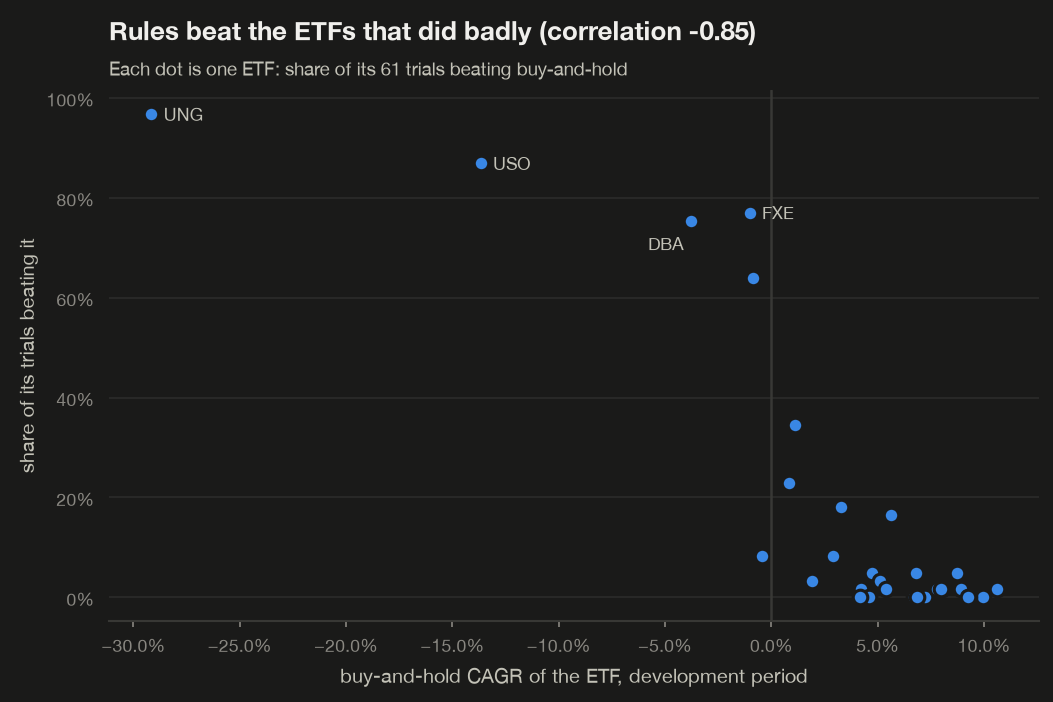 Rules beat the ETFs that did badly (correlation -0.85)
Each dot is one ETF: share of its 61 trials beating buy-and-hold
100%
80%
60%
40%
20%
0%
share of its trials beating it
UNG
USO
FXE
DBA
−30.0%
−25.0%
−20.0%
−15.0%
−10.0%
−5.0%
0.0%
5.0%
10.0%
buy-and-hold CAGR of the ETF, development period